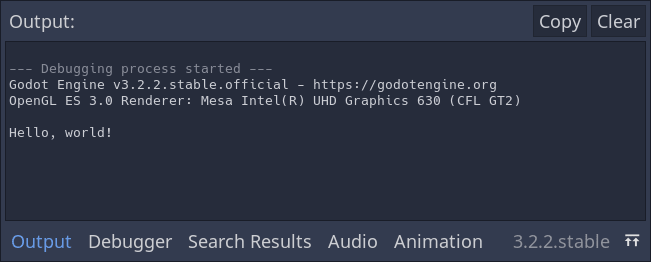 Output:
Copy
Clear
--- Debugging process started ---
Godot Engine v3.2.2.stable.official - https://godotengine.org
OpenGL ES 3.0 Renderer: Mesa Intel(R) UHD Graphics 630 (CFL GT2)
Hello, world!
Output
Debugger
Search Results
Audio
Animation
3.2.2.stable